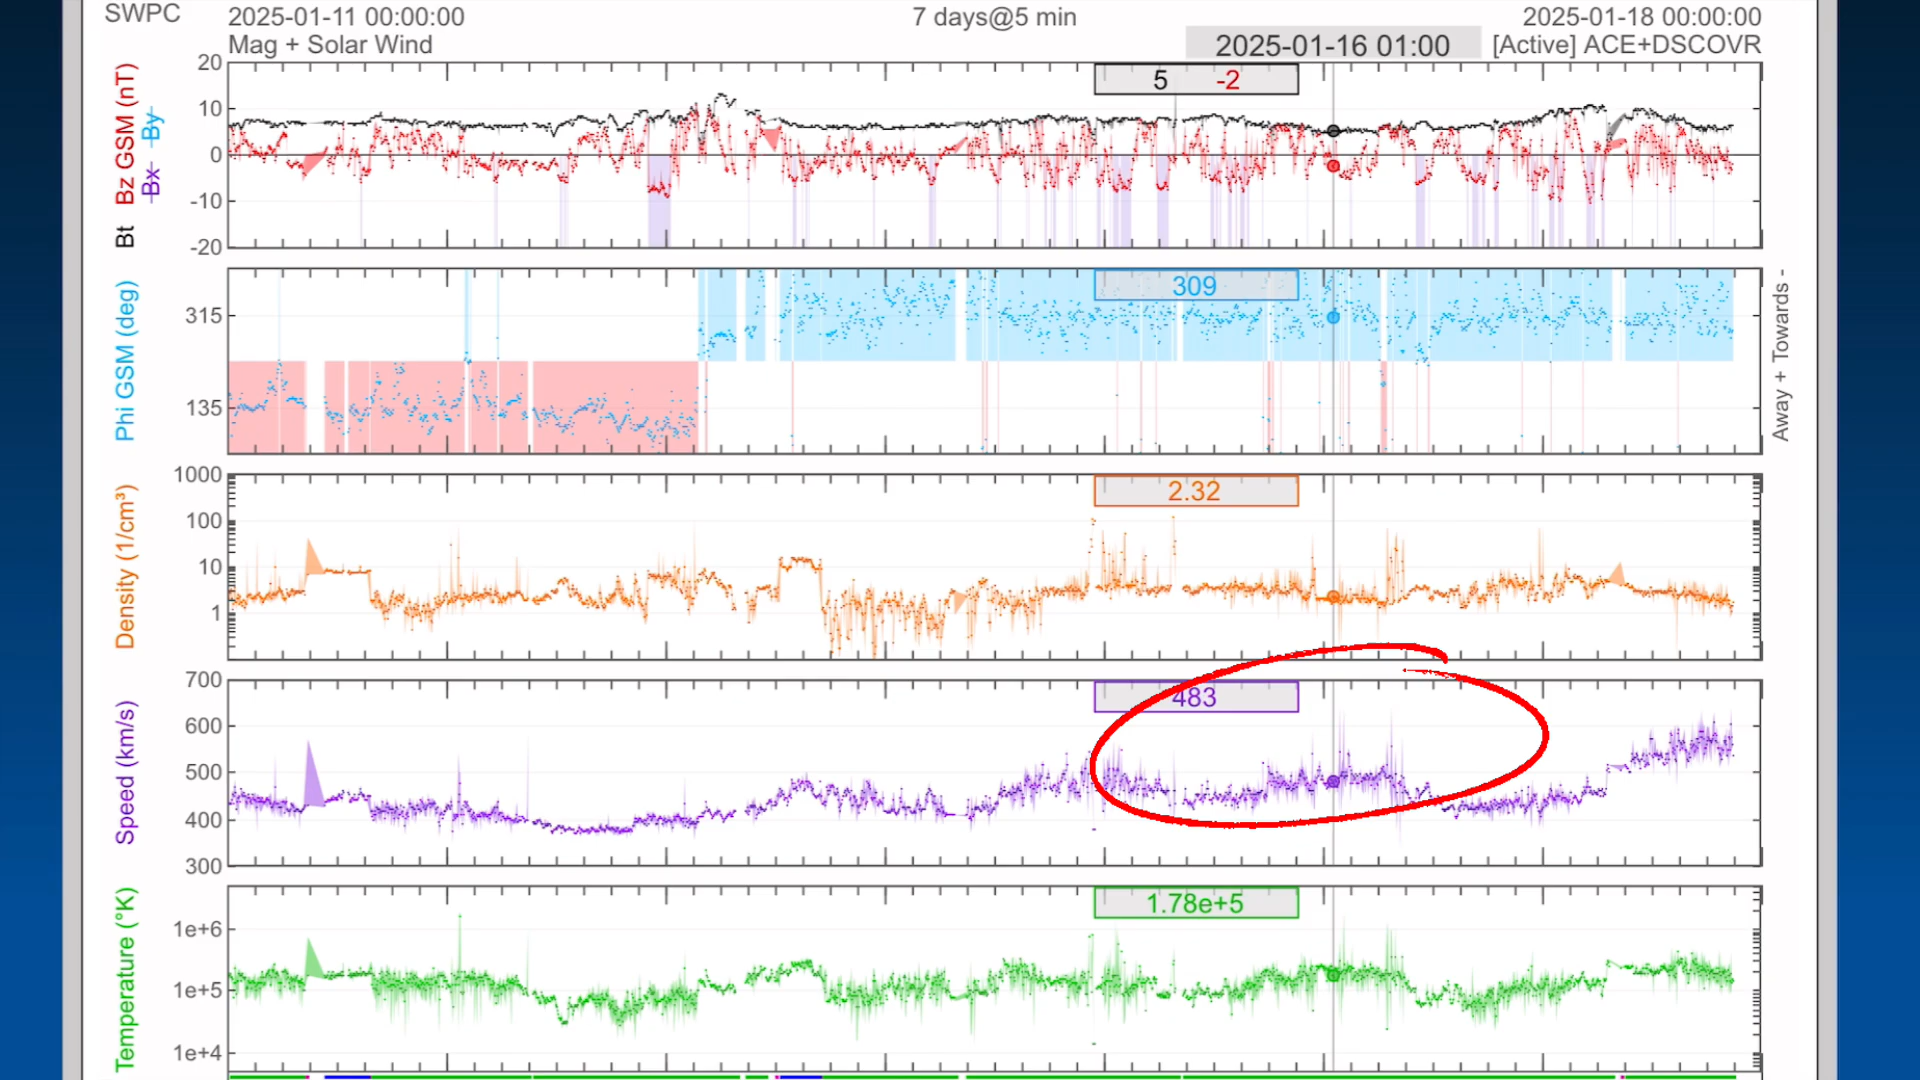 SWPC 2025-01-11 00:00:00 7 days@5 min 2025-01-18 00:00:00
Mag + Solar Wind 2025-01-16 01:00 [Active] ACE+DSCOVR
Bt Bz GSM (nT)
Bx By
20
10
0
-10
-20
5 -2
Phi GSM (deg)
315
135
309
Away + Towards -
Density (1/cm³)
1000
100
10
1
2.32
Speed (km/s)
700
600
500
400
300
483
Temperature (°K)
1e+6
1e+5
1e+4
1.78e+5